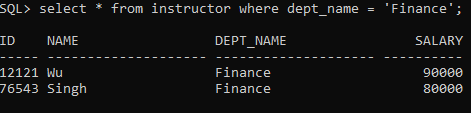 SQL> select * from instructor where dept_name = 'Finance';
ID    NAME                 DEPT_NAME                SALARY
----- -------------------- -------------------- ----------
12121 Wu                   Finance                   90000
76543 Singh                Finance                   80000